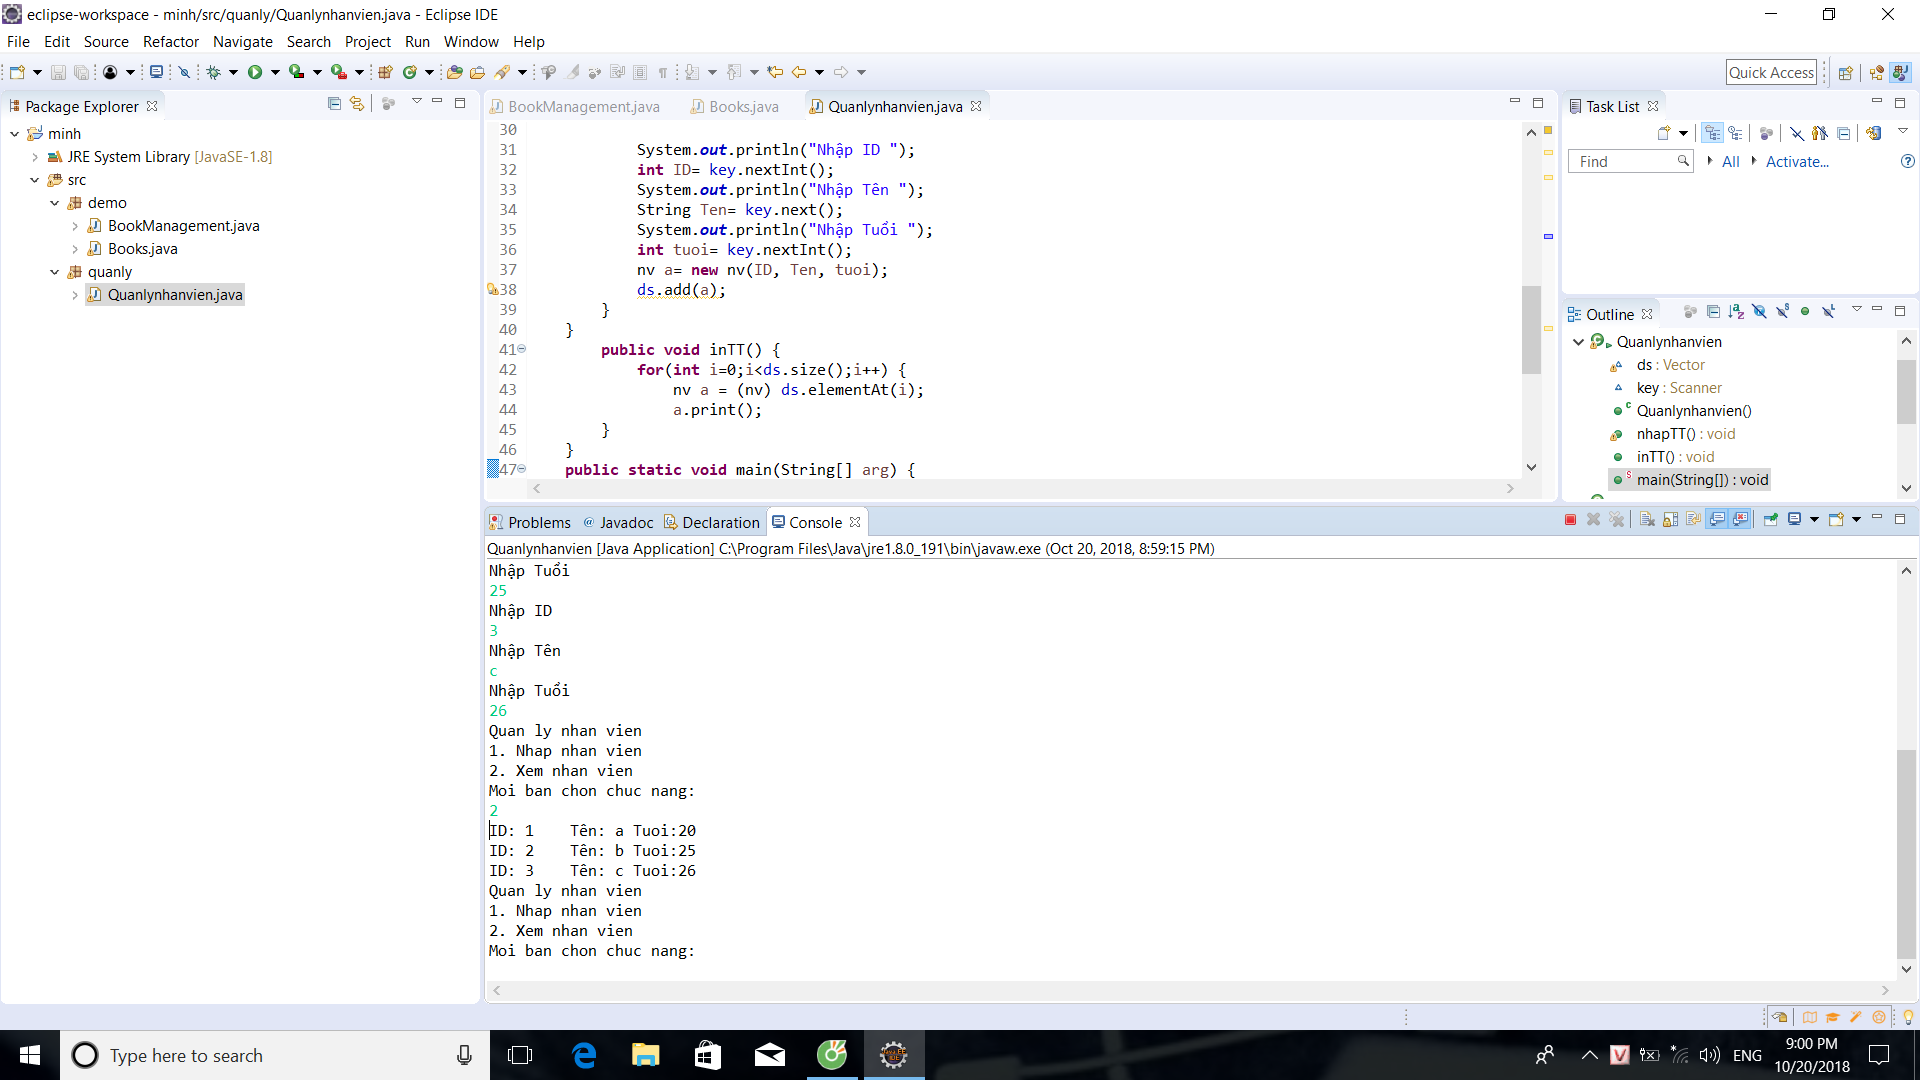 eclipse-workspace - minh/src/quanly/Quanlynhanvien.java - Eclipse IDE
File Edit Source Refactor Navigate Search Project Run Window Help
Quick Access
Package Explorer
minh
JRE System Library [JavaSE-1.8]
src
demo
BookManagement.java
Books.java
quanly
Quanlynhanvien.java
BookManagement.java Books.java Quanlynhanvien.java
30
31 System.out.println("Nhập ID ");
32 int ID= key.nextInt();
33 System.out.println("Nhập Tên ");
34 String Ten= key.next();
35 System.out.println("Nhập Tuổi ");
36 int tuoi= key.nextInt();
37 nv a= new nv(ID, Ten, tuoi);
38 ds.add(a);
39 }
40 }
41 public void inTT() {
42 for(int i=0;i<ds.size();i++) {
43 nv a = (nv) ds.elementAt(i);
44 a.print();
45 }
46 }
47 public static void main(String[] arg) {
Task List
Find All Activate...
Outline
Quanlynhanvien
ds : Vector
key : Scanner
Quanlynhanvien()
nhapTT() : void
inTT() : void
main(String[]) : void
Problems @ Javadoc Declaration Console
Quanlynhanvien [Java Application] C:\Program Files\Java\jre1.8.0_191\bin\javaw.exe (Oct 20, 2018, 8:59:15 PM)
Nhập Tuổi
25
Nhập ID
3
Nhập Tên
c
Nhập Tuổi
26
Quan ly nhan vien
1. Nhap nhan vien
2. Xem nhan vien
Moi ban chon chuc nang:
2
ID: 1 Tên: a Tuoi:20
ID: 2 Tên: b Tuoi:25
ID: 3 Tên: c Tuoi:26
Quan ly nhan vien
1. Nhap nhan vien
2. Xem nhan vien
Moi ban chon chuc nang:
Type here to search
ENG
9:00 PM
10/20/2018